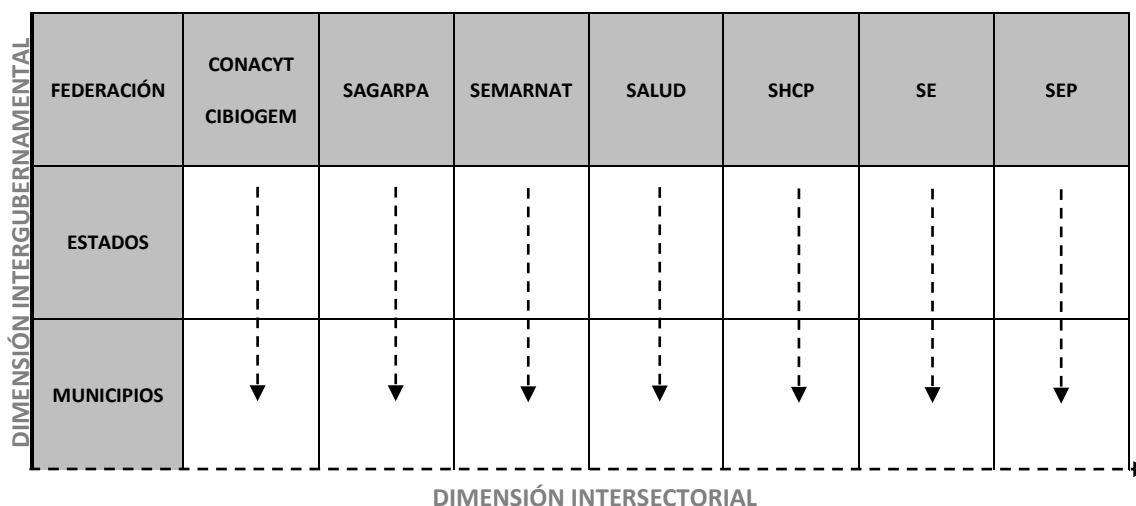 DIMENSIÓN INTERGUBERNAMENTAL
FEDERACIÓN
CONACYT
CIBIOGEM
SAGARPA
SEMARNAT
SALUD
SHCP
SE
SEP
ESTADOS
MUNICIPIOS
DIMENSIÓN INTERSECTORIAL